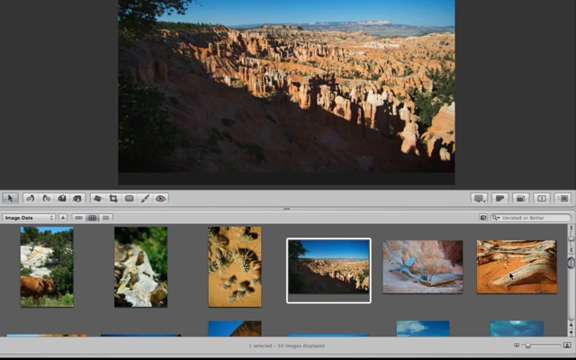 Image Date
Unrated or Better
1 selected - 54 images displayed